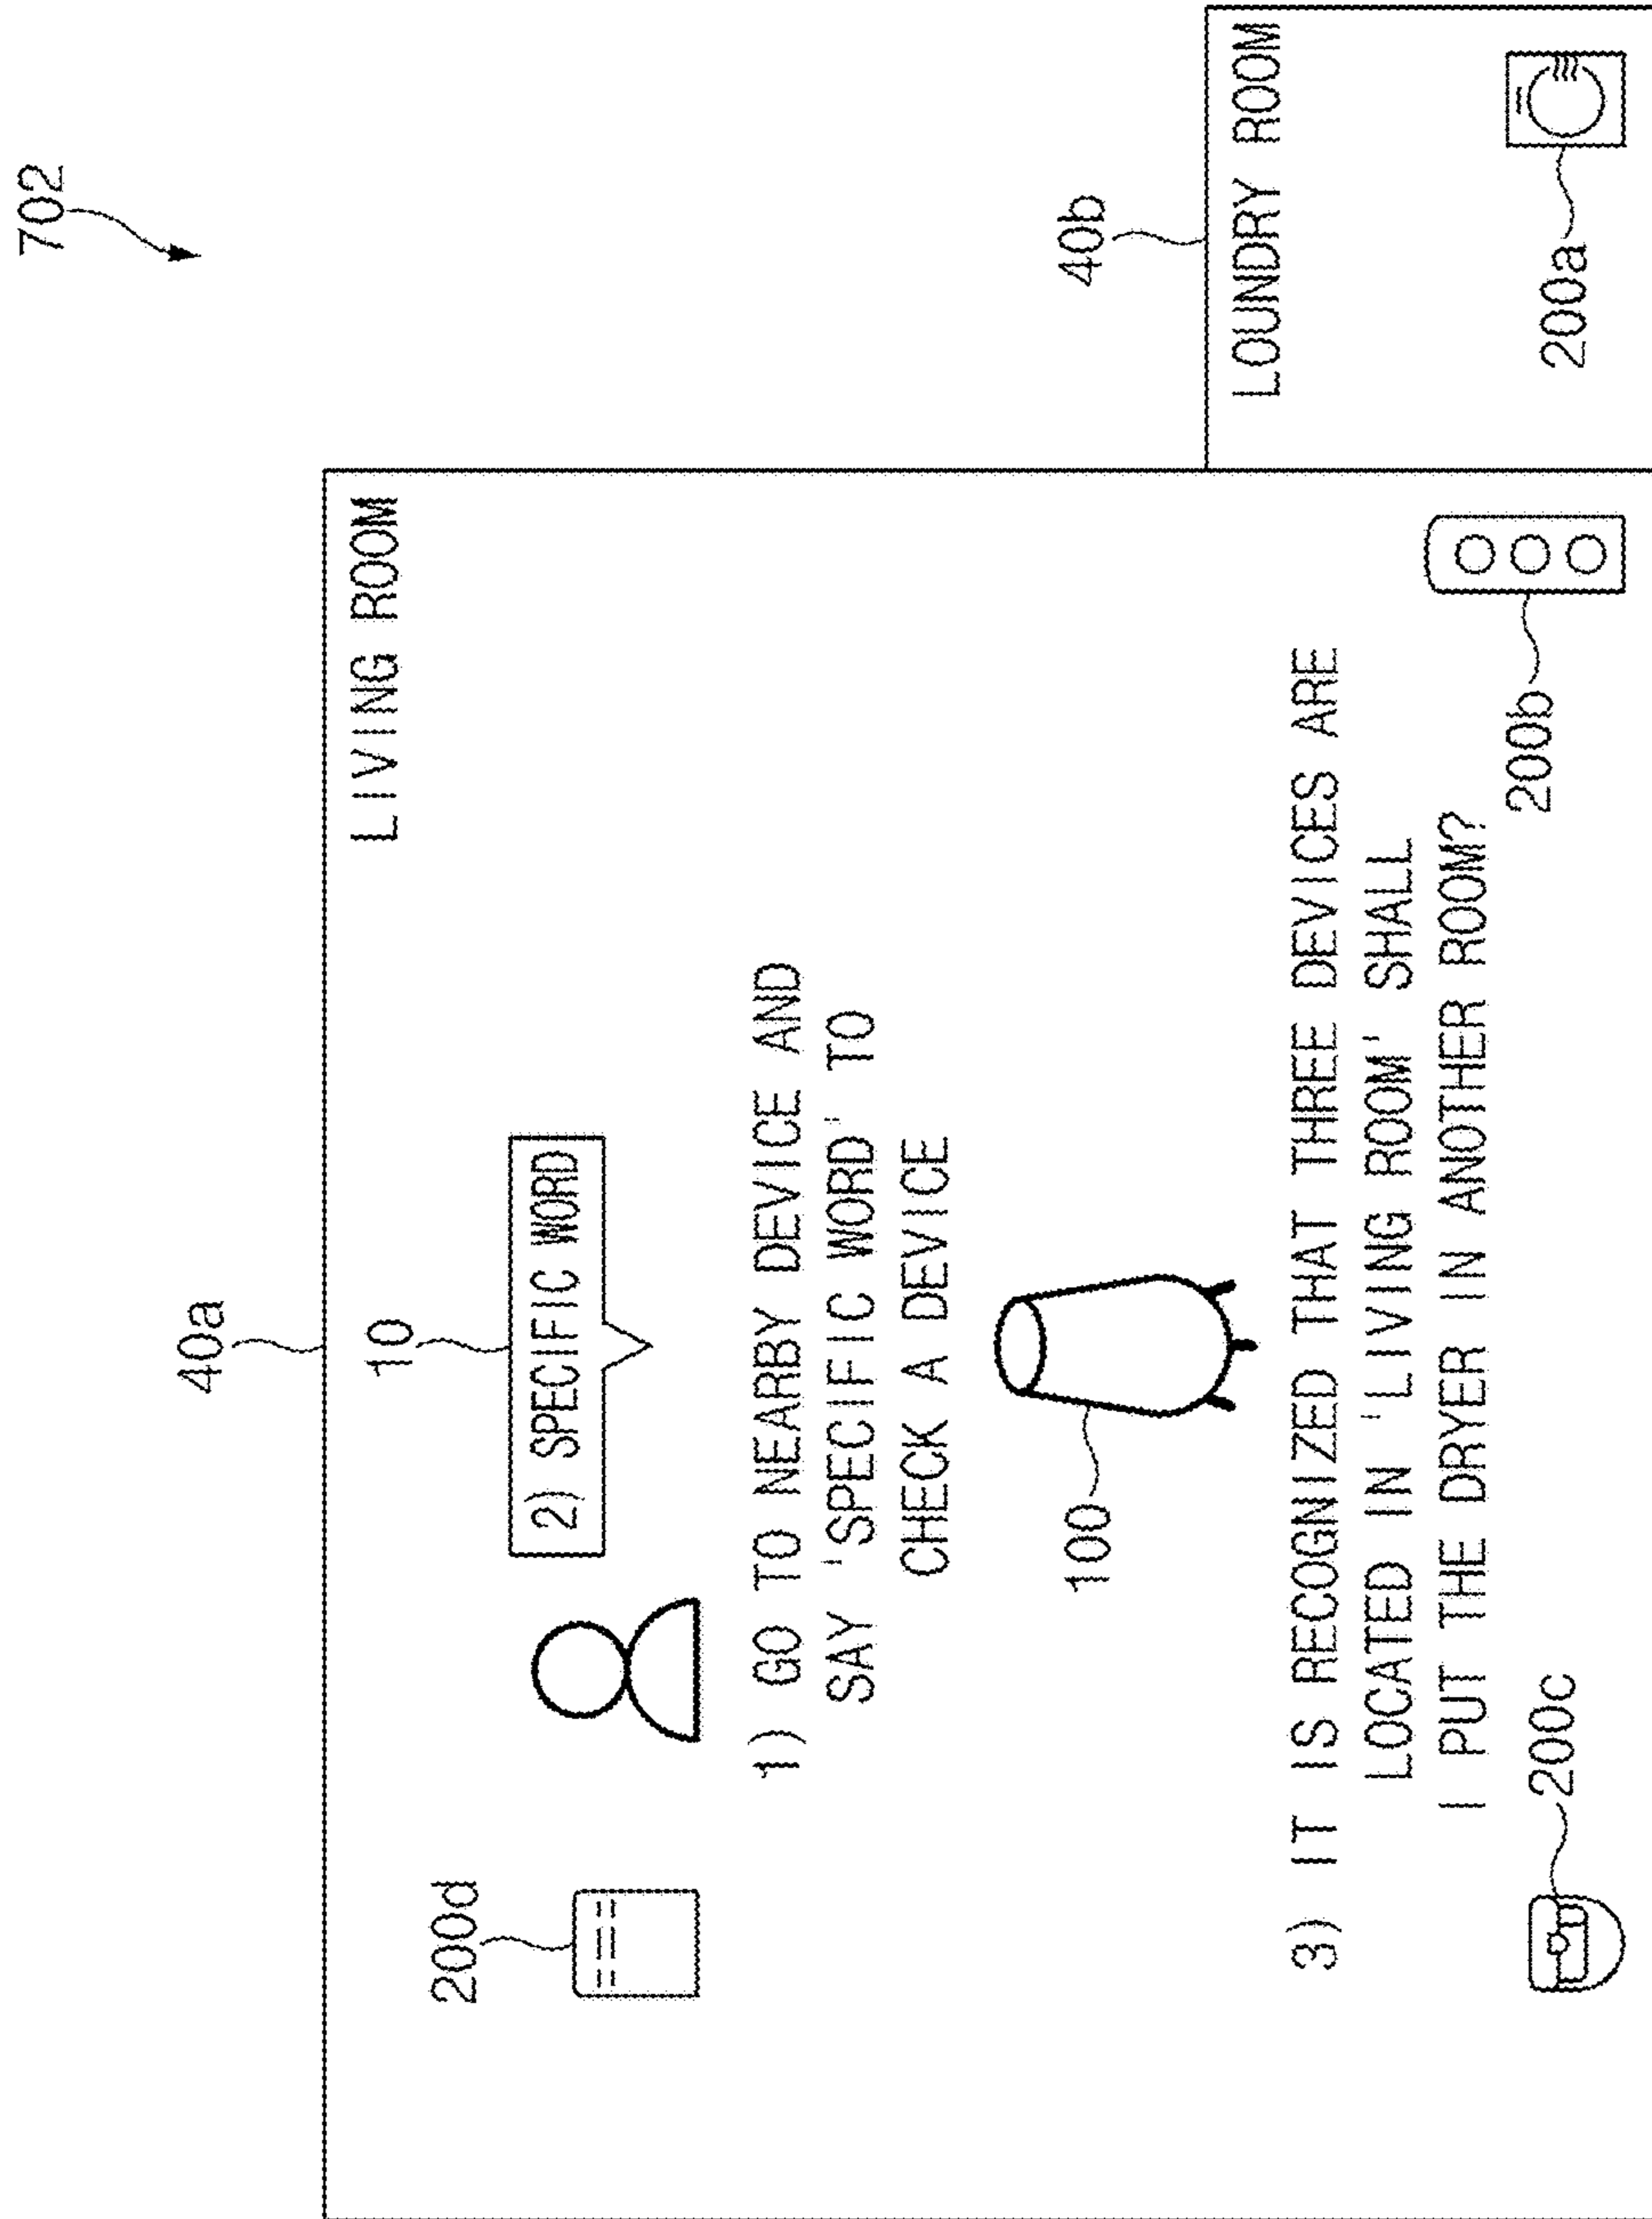 702
40a
LIVING ROOM
10
2) SPECIFIC WORD
200d
1) GO TO NEARBY DEVICE AND
SAY 'SPECIFIC WORD' TO
CHECK A DEVICE
100
40b
LOUNDRY ROOM
3) IT IS RECOGNIZED THAT THREE DEVICES ARE
LOCATED IN 'LIVING ROOM' SHALL
I PUT THE DRYER IN ANOTHER ROOM?
200c
200b
200a